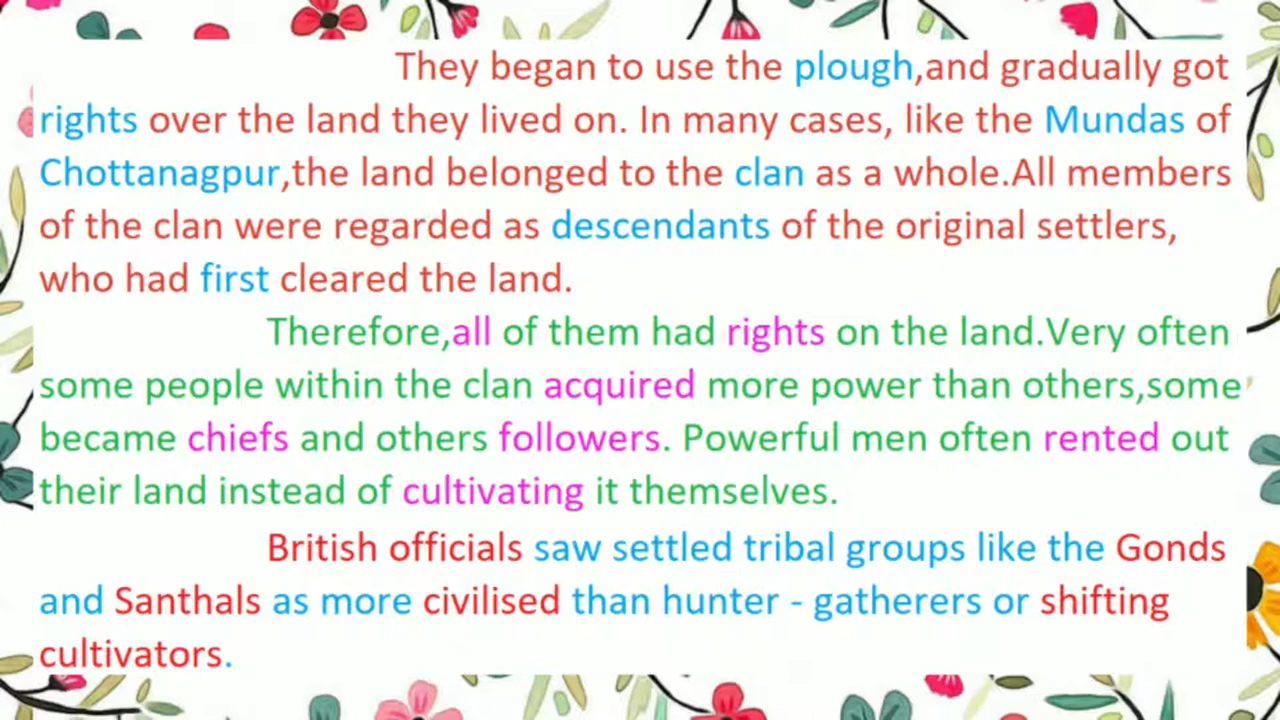 They began to use the plough,and gradually got
rights over the land they lived on. In many cases, like the Mundas of
Chottanagpur,the land belonged to the clan as a whole.All members
of the clan were regarded as descendants of the original settlers,
who had first cleared the land.
Therefore,all of them had rights on the land.Very often
some people within the clan acquired more power than others,some
became chiefs and others followers. Powerful men often rented out
their land instead of cultivating it themselves.
British officials saw settled tribal groups like the Gonds
and Santhals as more civilised than hunter - gatherers or shifting
cultivators.